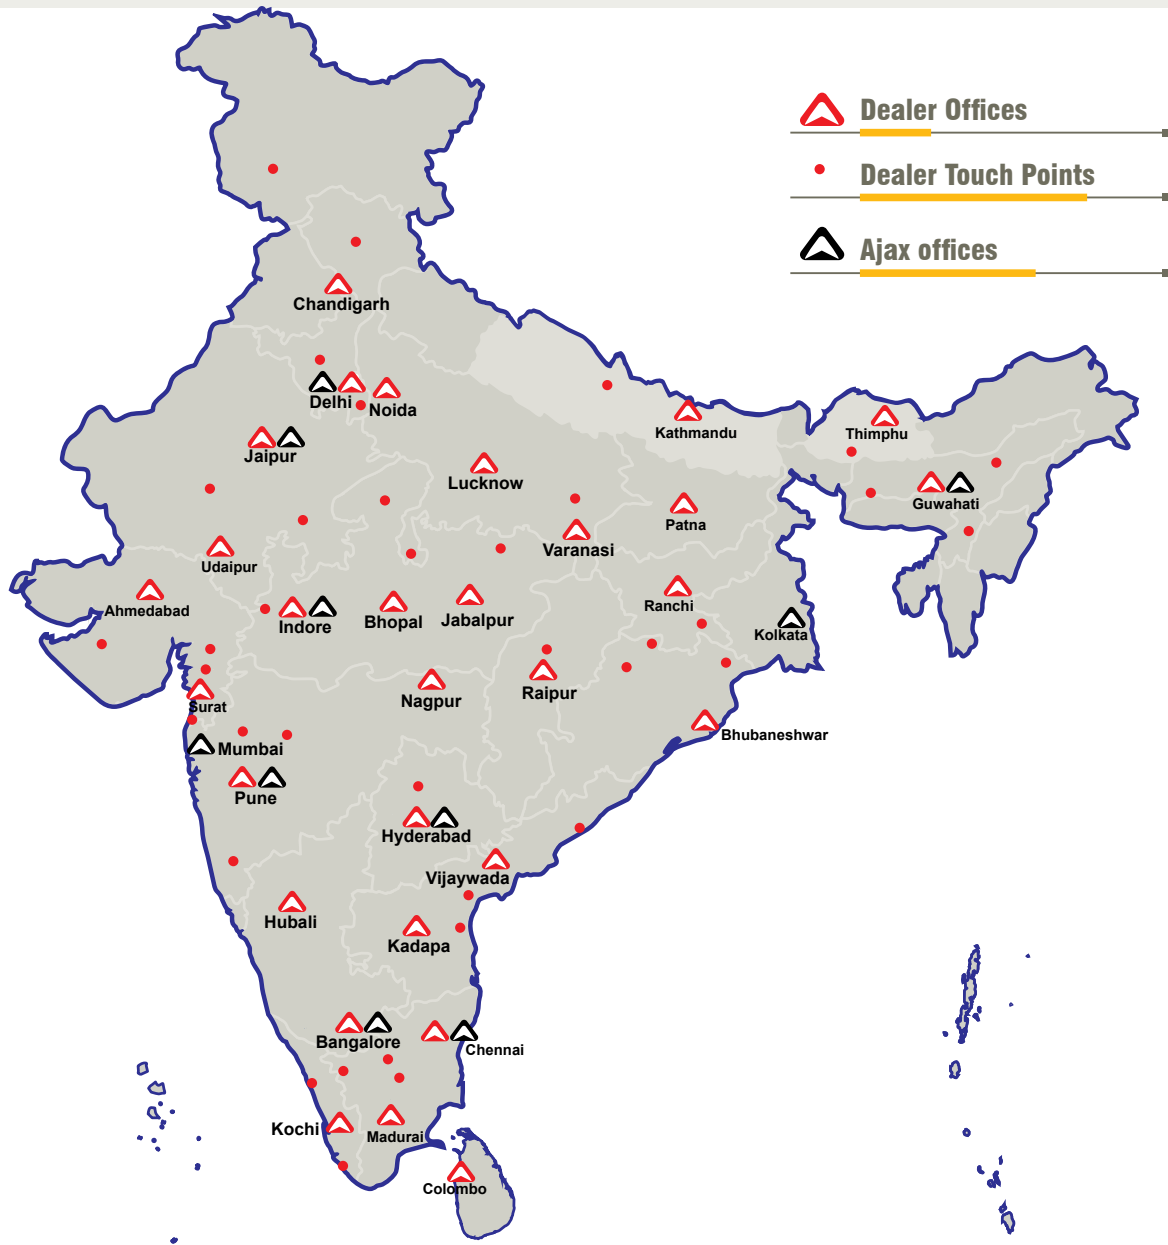 Dealer Offices
Dealer Touch Points
Ajax offices
Chandigarh
Delhi
Noida
Kathmandu
Thimphu
Jaipur
Lucknow
Guwahati
Patna
Varanasi
Udaipur
Ahmedabad
Indore
Bhopal
Jabalpur
Ranchi
Kolkata
Nagpur
Raipur
Surat
Bhubaneshwar
Mumbai
Pune
Hyderabad
Vijaywada
Hubali
Kadapa
Bangalore
Chennai
Kochi
Madurai
Colombo